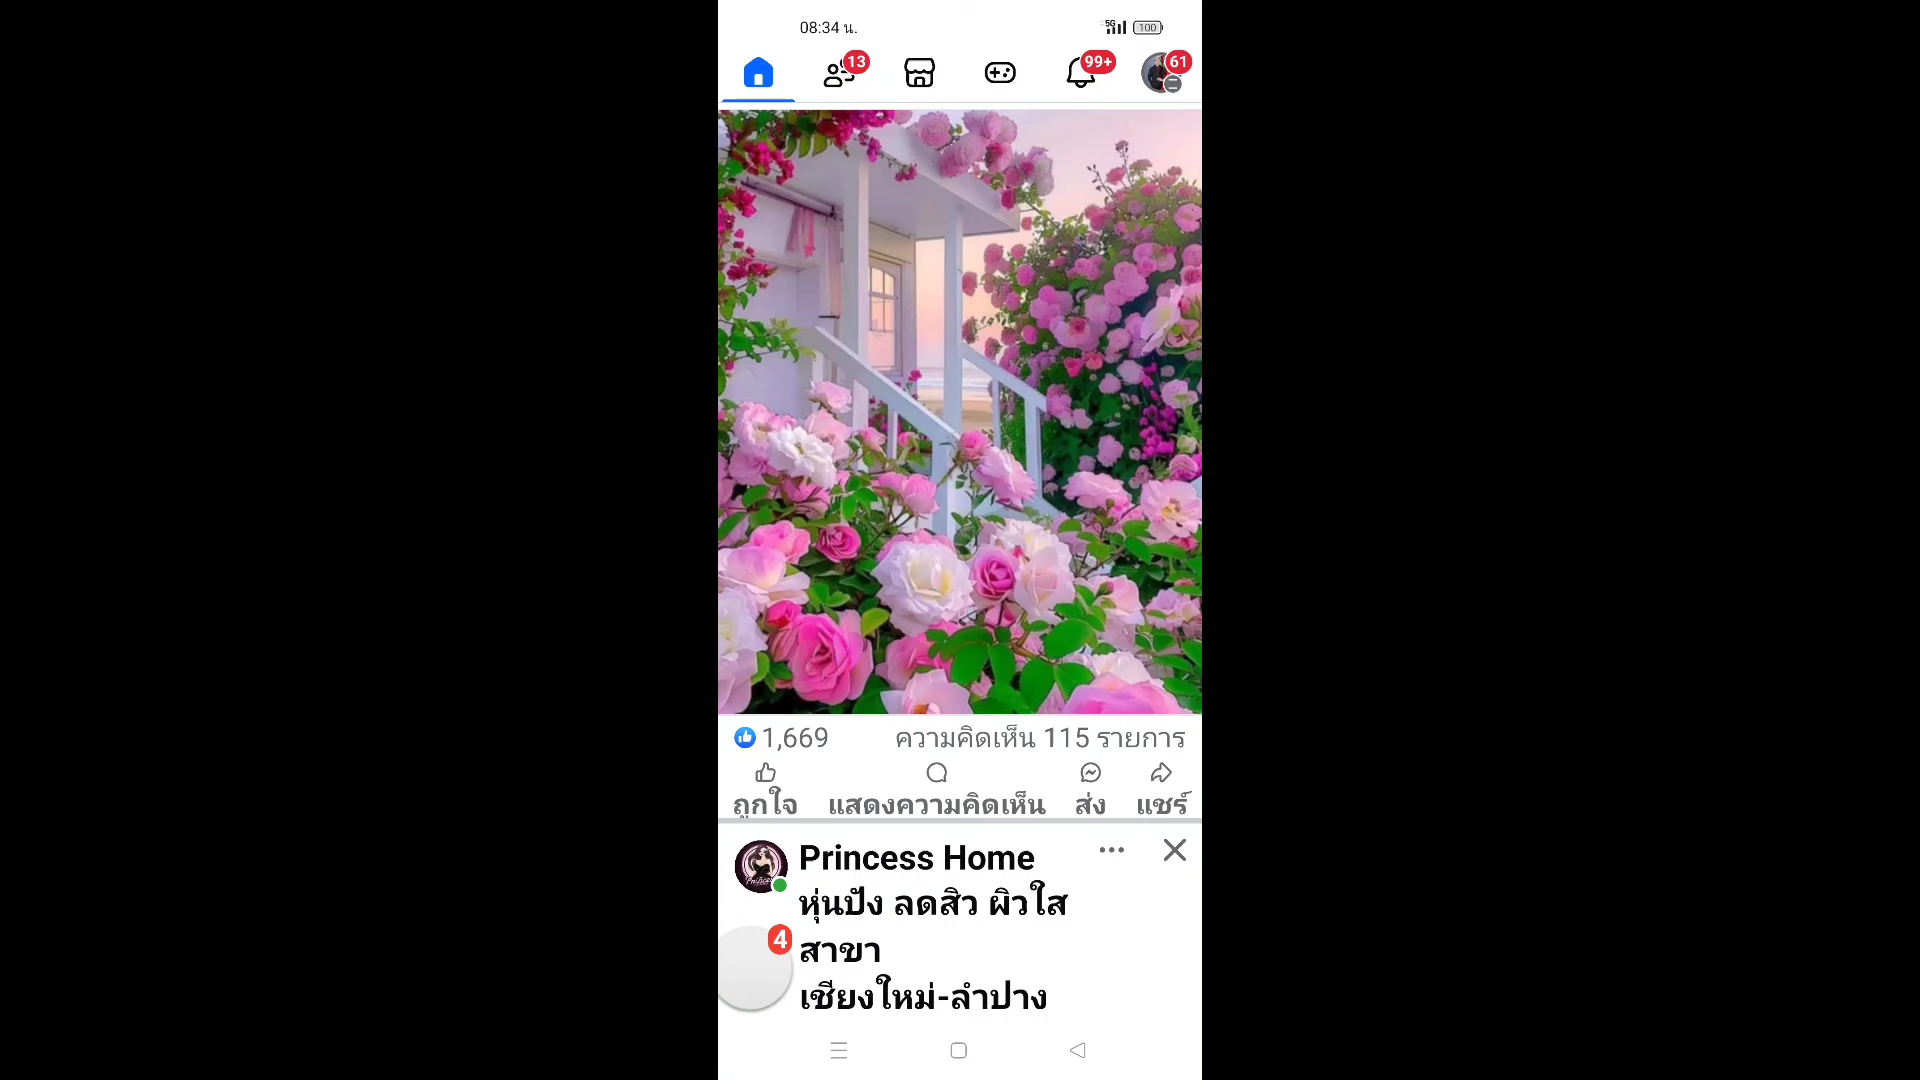 08:34 น.
5G
100
13
99+
61
1,669
ความคิดเห็น 115 รายการ
ถูกใจ
แสดงความคิดเห็น
ส่ง
แชร์
Princess Home
หุ่นปัง ลดสิว ผิวใส
สาขา
เชียงใหม่-ลำปาง
4